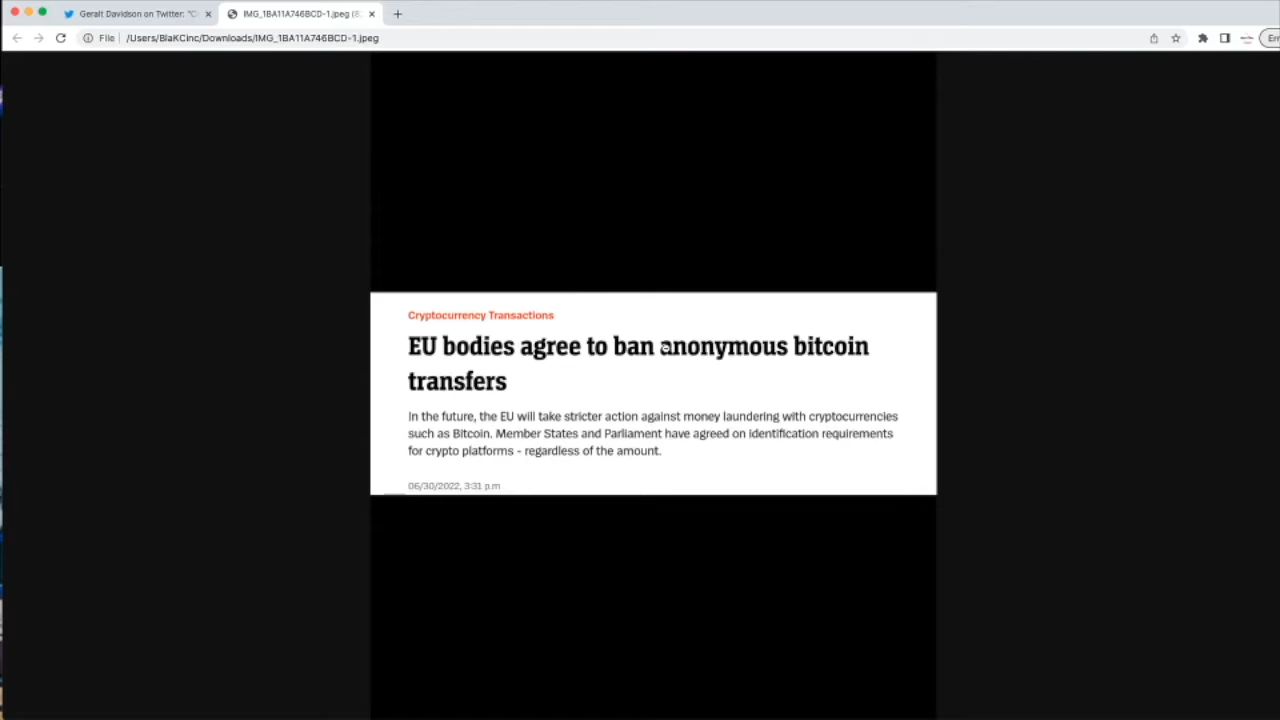 Geralt Davidson on Twitter: "C
IMG_1BA11A746BCD-1.jpeg
File
/Users/BlaKCinc/Downloads/IMG_1BA11A746BCD-1.jpeg
Cryptocurrency Transactions
EU bodies agree to ban anonymous bitcoin
transfers
In the future, the EU will take stricter action against money laundering with cryptocurrencies
such as Bitcoin. Member States and Parliament have agreed on identification requirements
for crypto platforms - regardless of the amount.
06/30/2022, 3:31 p.m